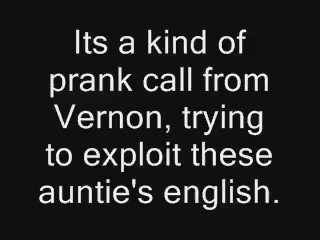 Its a kind of
prank call from
Vernon, trying
to exploit these
auntie's english.